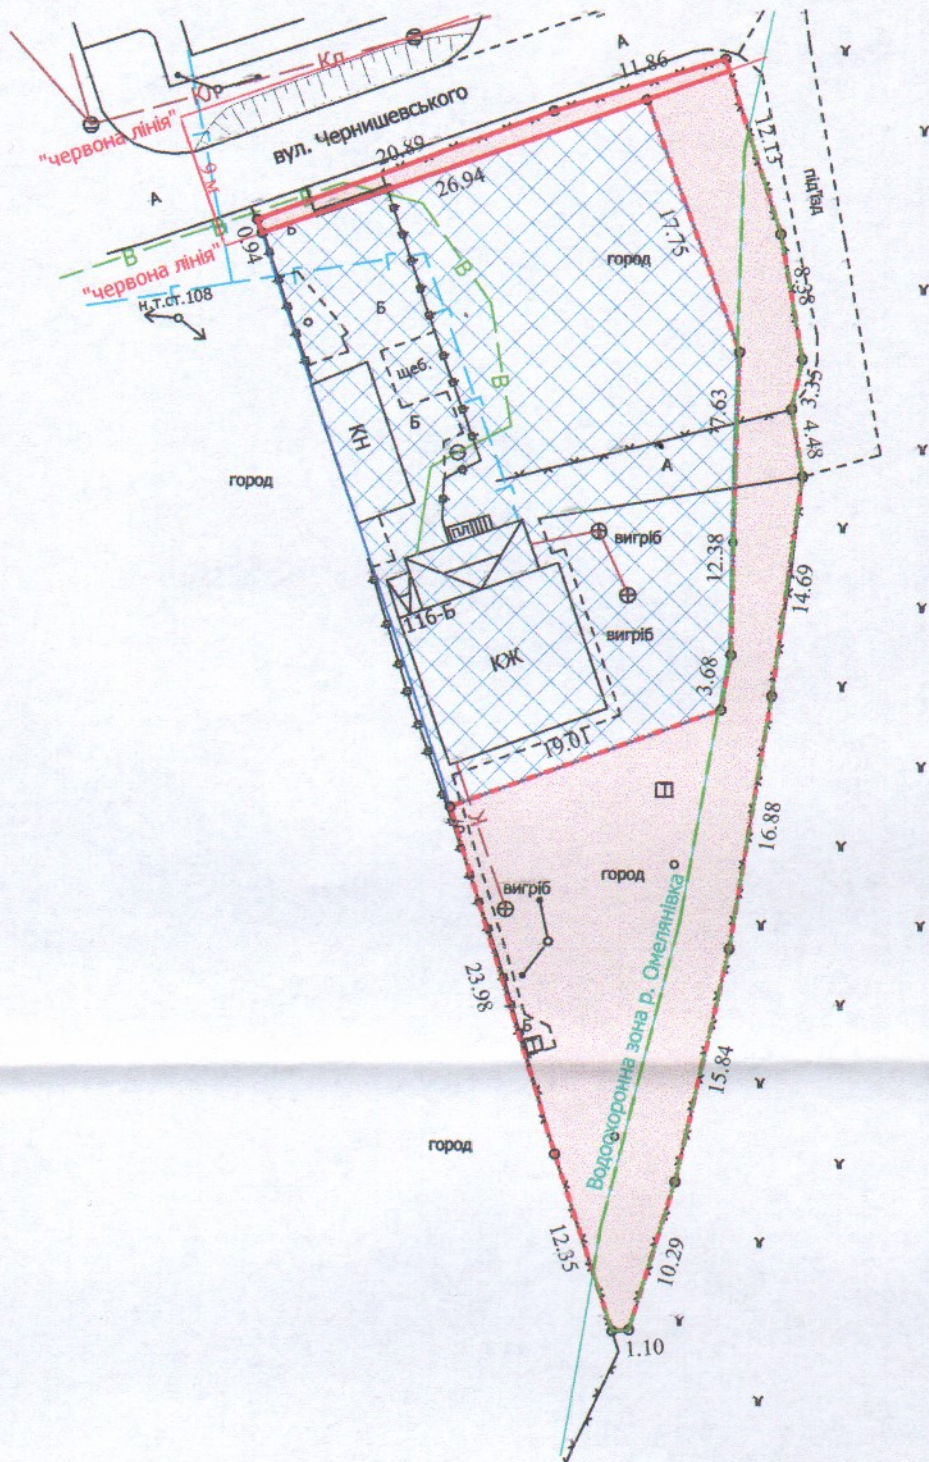 Кл
А
11.86
"червона лінія"
вул. Чернишевського
20.89
26.94
12.13
під'їзд
9 м
А
0.94
В
В
"червона лінія"
Г
Г
н.т.ст.108
17.75
город
8.38
Б
В
щеб.
В
7.63
3.35
4.48
Б
КН
А
город
пл
вигріб
12.38
14.69
116-Б
вигріб
КЖ
3.68
19.01
16.88
К
город
вигріб
Водоохоронна зона р. Омелянівка
23.98
Б
15.84
город
12.35
10.29
1.10